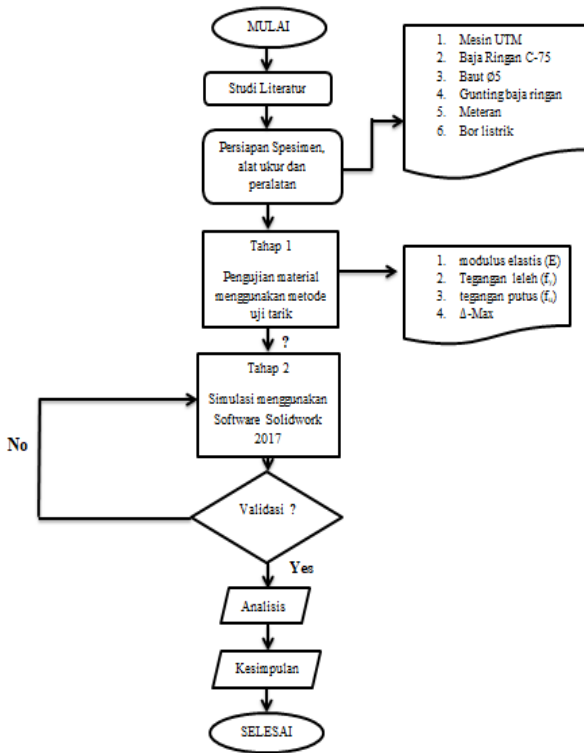 MULAI
Studi Literatur
Persiapan Spesimen,
alat ukur dan
peralatan
1. Mesin UTM
2. Baja Ringan C-75
3. Baut Ø5
4. Gunting baja ringan
5. Meteran
6. Bor listrik
Tahap 1
Pengujian material
menggunakan metode
uji tarik
1. modulus elastis (E)
2. Tegangan leleh (fᵧ)
3. tegangan putus (fᵤ)
4. Δ-Max
?
Tahap 2
Simulasi menggunakan
Software Solidwork
2017
No
Validasi ?
Yes
Analisis
Kesimpulan
SELESAI